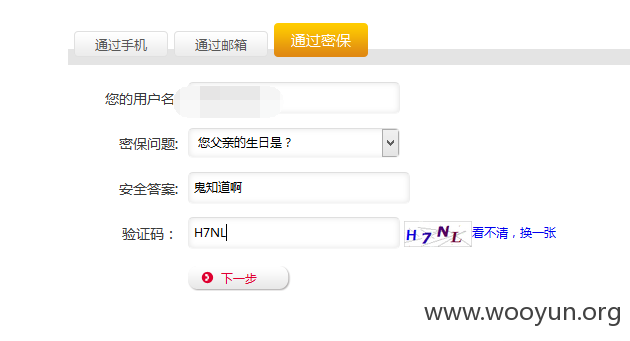 通过手机 通过邮箱 通过密保
您的用户名
密保问题: 您父亲的生日是？
安全答案: 鬼知道啊
验证码： H7NL H7NL 看不清，换一张
下一步
www.wooyun.org